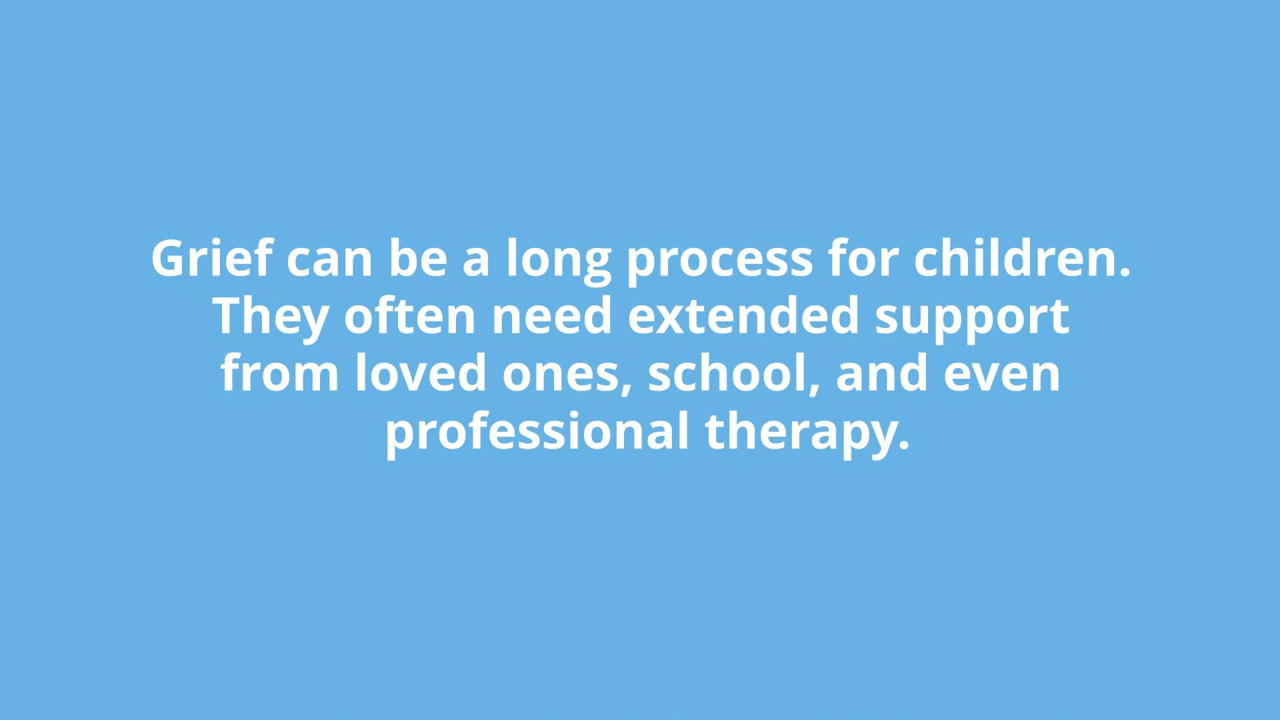 Grief can be a long process for children.
They often need extended support
from loved ones, school, and even
professional therapy.